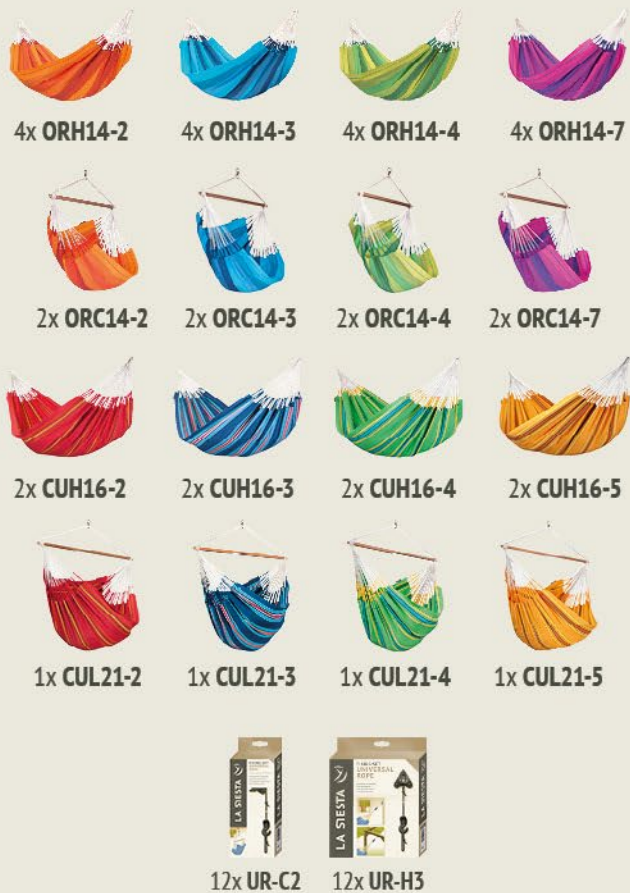 4x ORH14-2 4x ORH14-3 4x ORH14-4 4x ORH14-7
2x ORC14-2 2x ORC14-3 2x ORC14-4 2x ORC14-7
2x CUH16-2 2x CUH16-3 2x CUH16-4 2x CUH16-5
1x CUL21-2 1x CUL21-3 1x CUL21-4 1x CUL21-5
LA SIESTA
UNIVERSAL
ROPE
LA SIESTA
LA SIESTA
12x UR-C2 12x UR-H3